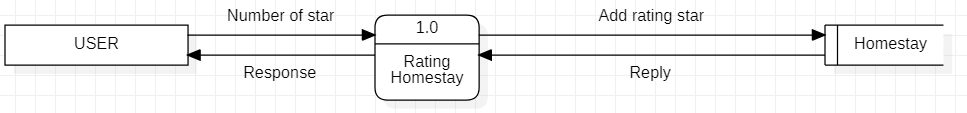 Number of star
Add rating star
USER
1.0
Homestay
Rating
Homestay
Response
Reply